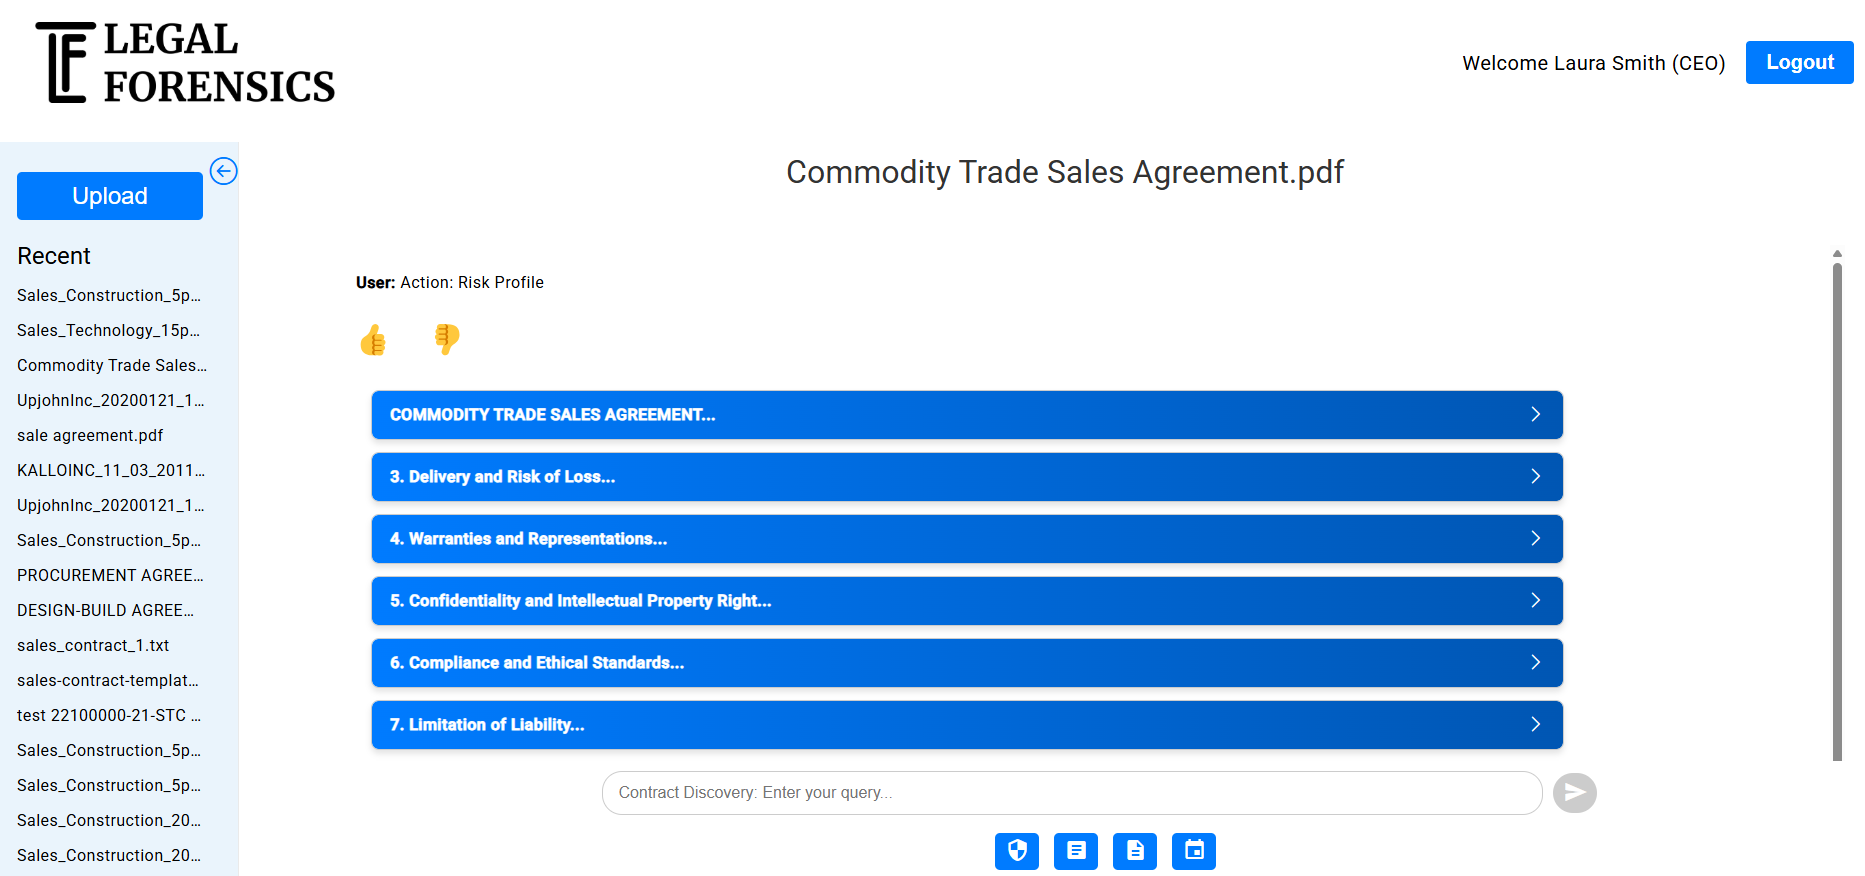 LEGAL
FORENSICS
Welcome Laura Smith (CEO)
Logout
Upload
Recent
Sales_Construction_5p...
Sales_Technology_15p...
Commodity Trade Sales...
UpjohnInc_20200121_1...
sale agreement.pdf
KALLOINC_11_03_2011...
UpjohnInc_20200121_1...
Sales_Construction_5p...
PROCUREMENT AGREE...
DESIGN-BUILD AGREE...
sales_contract_1.txt
sales-contract-templat...
test 22100000-21-STC ...
Sales_Construction_5p...
Sales_Construction_5p...
Sales_Construction_20...
Sales_Construction_20...
Commodity Trade Sales Agreement.pdf
User: Action: Risk Profile
COMMODITY TRADE SALES AGREEMENT...
3. Delivery and Risk of Loss...
4. Warranties and Representations...
5. Confidentiality and Intellectual Property Right...
6. Compliance and Ethical Standards...
7. Limitation of Liability...
Contract Discovery: Enter your query...